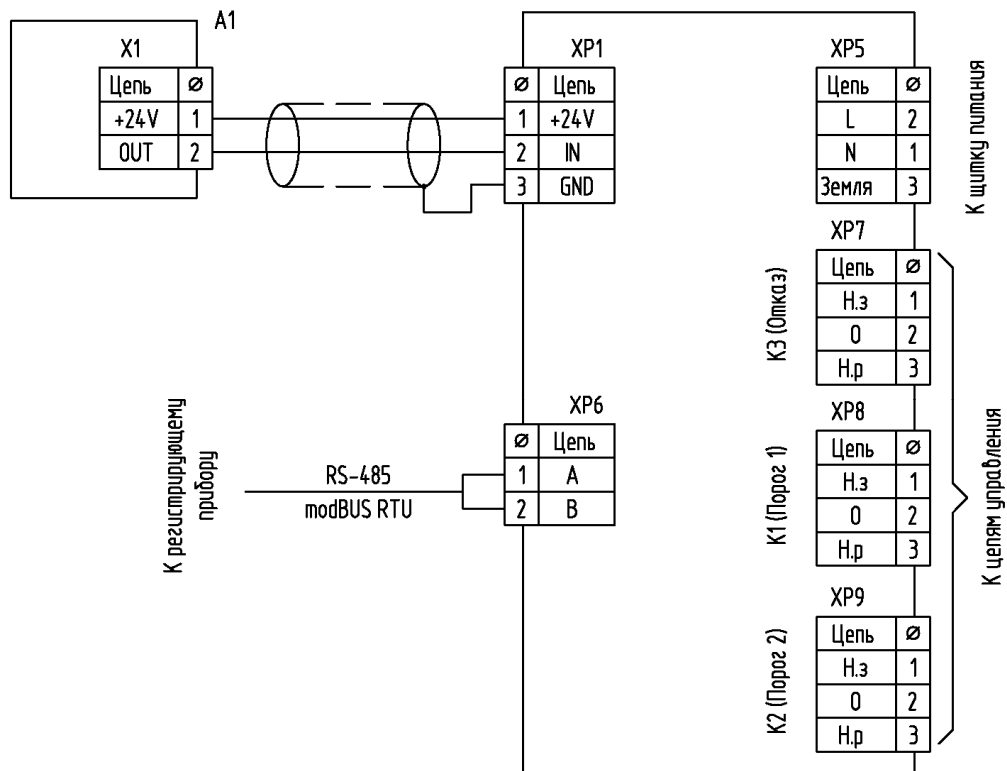 A1
X1
Цепь ⌀
+24V 1
OUT 2
XP1
⌀ Цепь
1 +24V
2 IN
3 GND
XP5
Цепь ⌀
L 2
N 1
Земля 3
К щитку питания
XP7
Цепь ⌀
Н.з 1
0 2
Н.р 3
К3 (Отказ)
XP6
⌀ Цепь
1 A
2 B
RS-485
modBUS RTU
К регистрирующему
прибору
XP8
Цепь ⌀
Н.з 1
0 2
Н.р 3
К1 (Порог 1)
К цепям управления
XP9
Цепь ⌀
Н.з 1
0 2
Н.р 3
К2 (Порог 2)